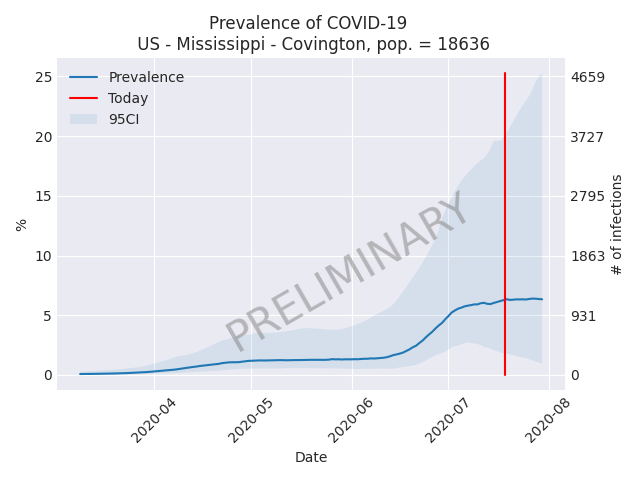 Prevalence of COVID-19
US - Mississippi - Covington, pop. = 18636
Prevalence
Today
95CI
PRELIMINARY
%
25
20
15
10
5
0
4659
3727
2795
1863
931
0
# of infections
2020-04
2020-05
2020-06
2020-07
2020-08
Date